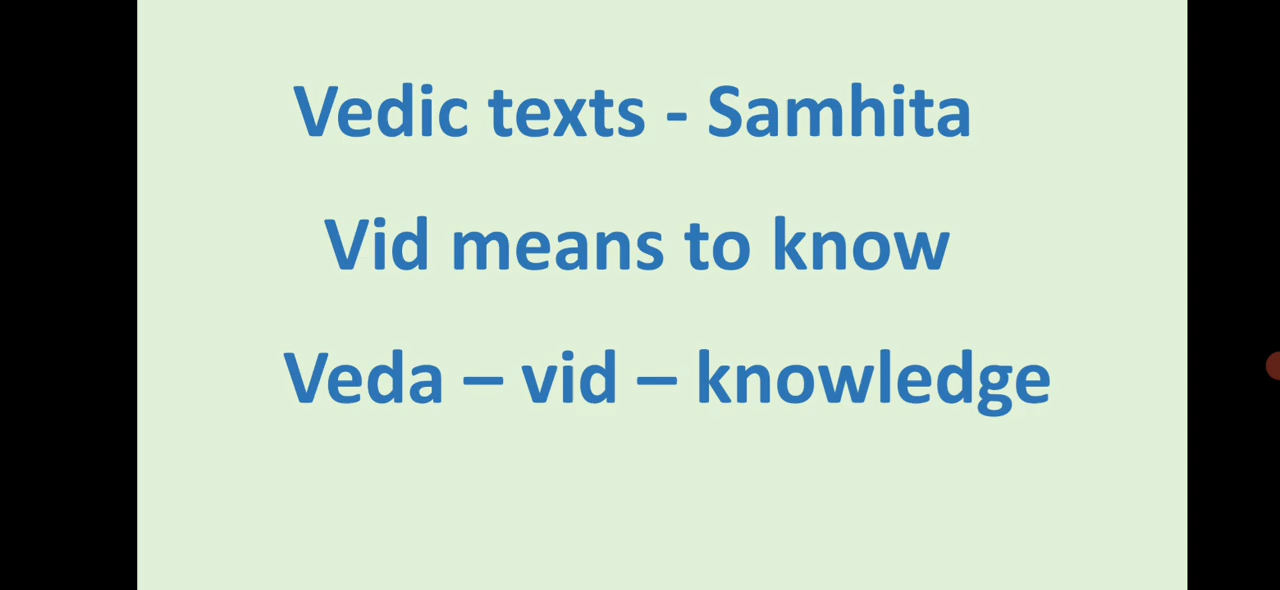 Vedic texts - Samhita
Vid means to know
Veda – vid – knowledge